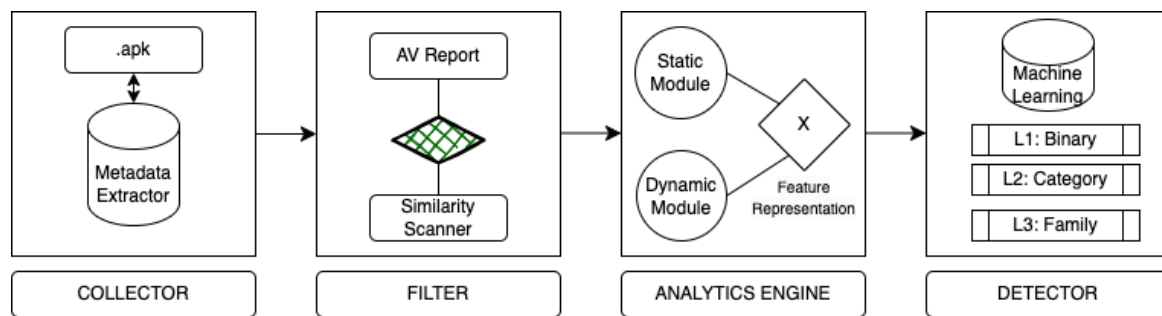 .apk
Metadata
Extractor
COLLECTOR
AV Report
Similarity
Scanner
FILTER
Static
Module
Dynamic
Module
X
Feature
Representation
ANALYTICS ENGINE
Machine
Learning
L1: Binary
L2: Category
L3: Family
DETECTOR